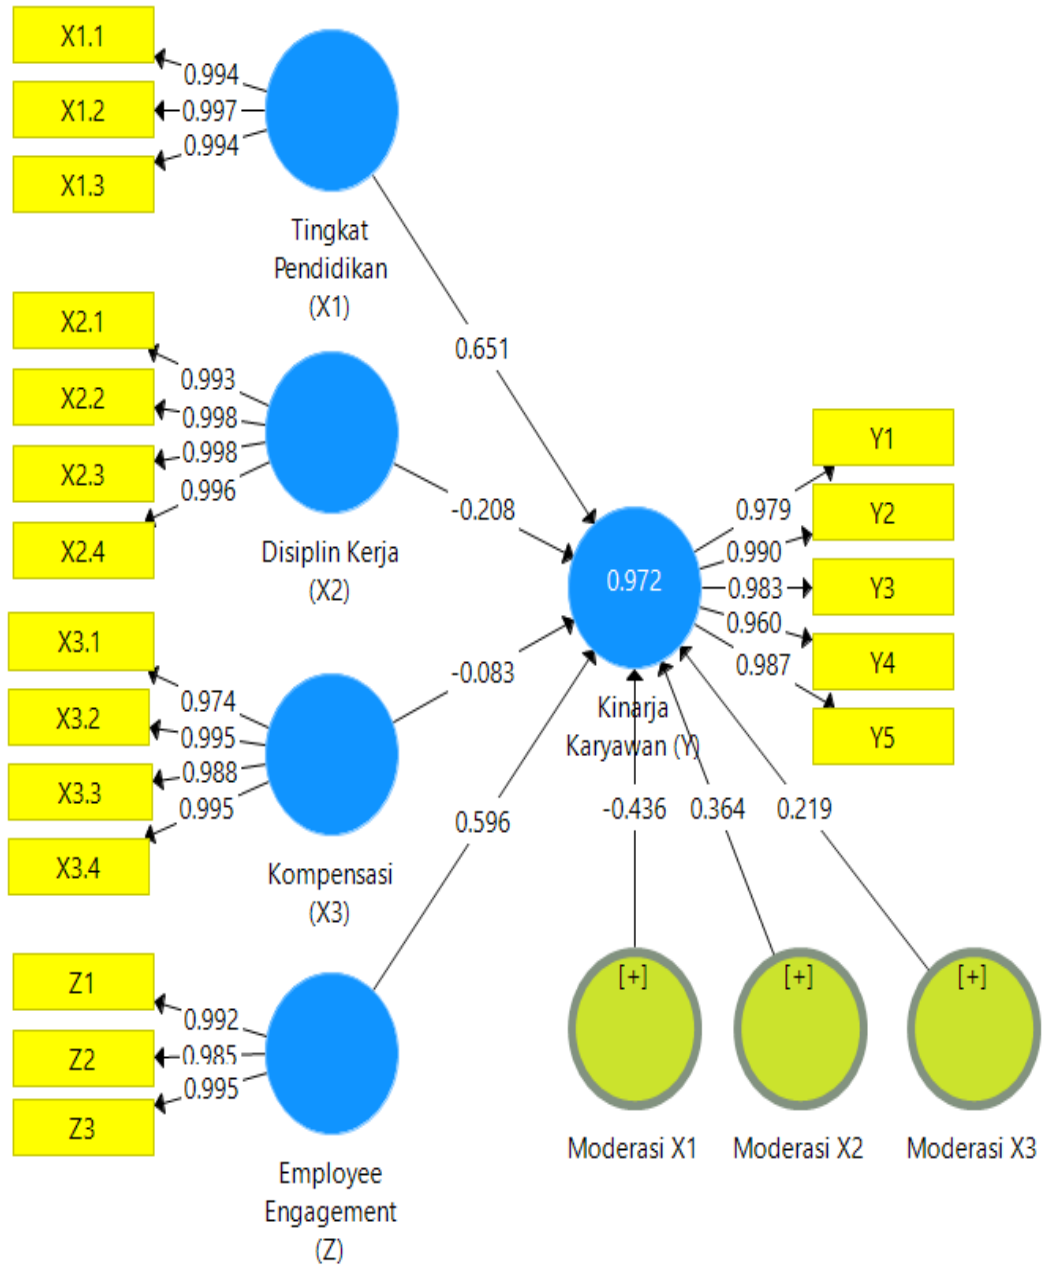 X1.1
X1.2
X1.3
0.994
0.997
0.994
Tingkat
Pendidikan
(X1)
0.651
X2.1
X2.2
X2.3
X2.4
0.993
0.998
0.998
0.996
Disiplin Kerja
(X2)
-0.208
X3.1
X3.2
X3.3
X3.4
0.974
0.995
0.988
0.995
Kompensasi
(X3)
-0.083
Z1
Z2
Z3
0.992
0.985
0.995
Employee
Engagement
(Z)
0.596
0.972
Kinarja
Karyawan (Y)
0.979
0.990
0.983
0.960
0.987
Y1
Y2
Y3
Y4
Y5
-0.436
0.364
0.219
[+]
[+]
[+]
Moderasi X1
Moderasi X2
Moderasi X3